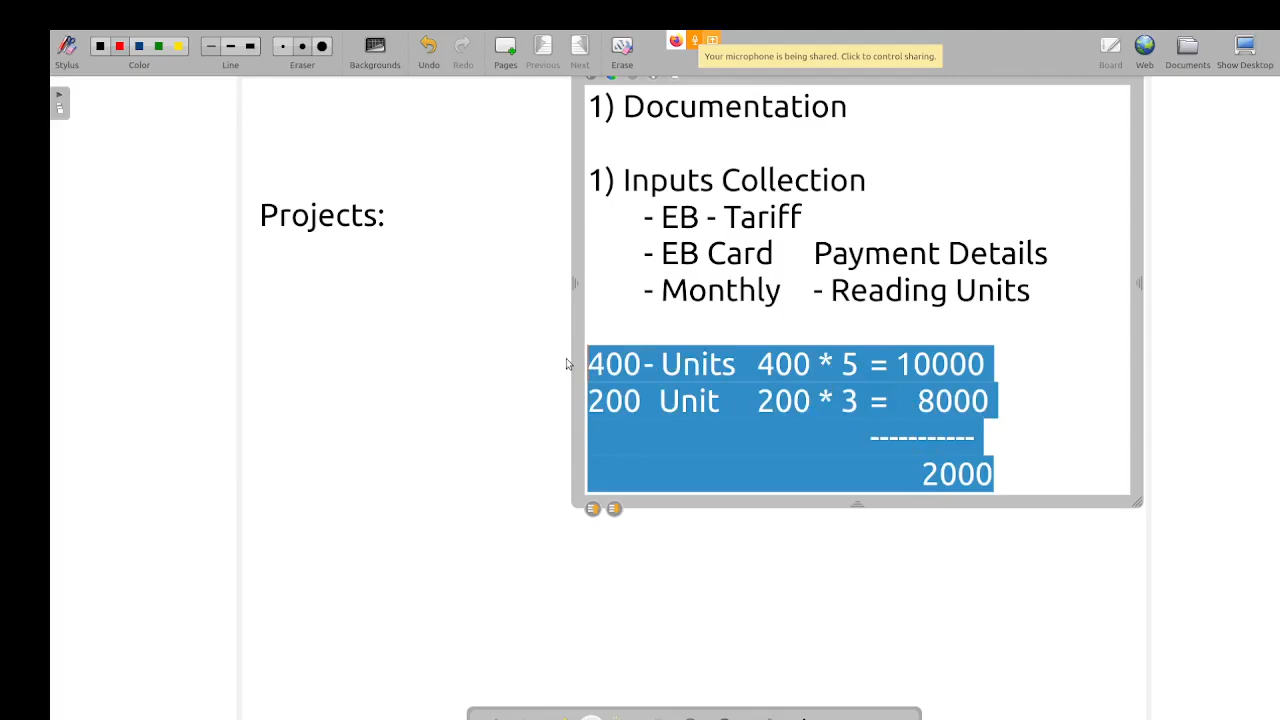 Your microphone is being shared. Click to control sharing.
Stylus
Color
Line
Eraser
Backgrounds
Undo
Redo
Pages
Previous
Next
Erase
Board
Web
Documents
Show Desktop
Projects:
1) Documentation
1) Inputs Collection
- EB - Tariff
- EB Card Payment Details
- Monthly - Reading Units
400- Units 400 * 5 = 10000
200 Unit 200 * 3 = 8000
-----------
2000